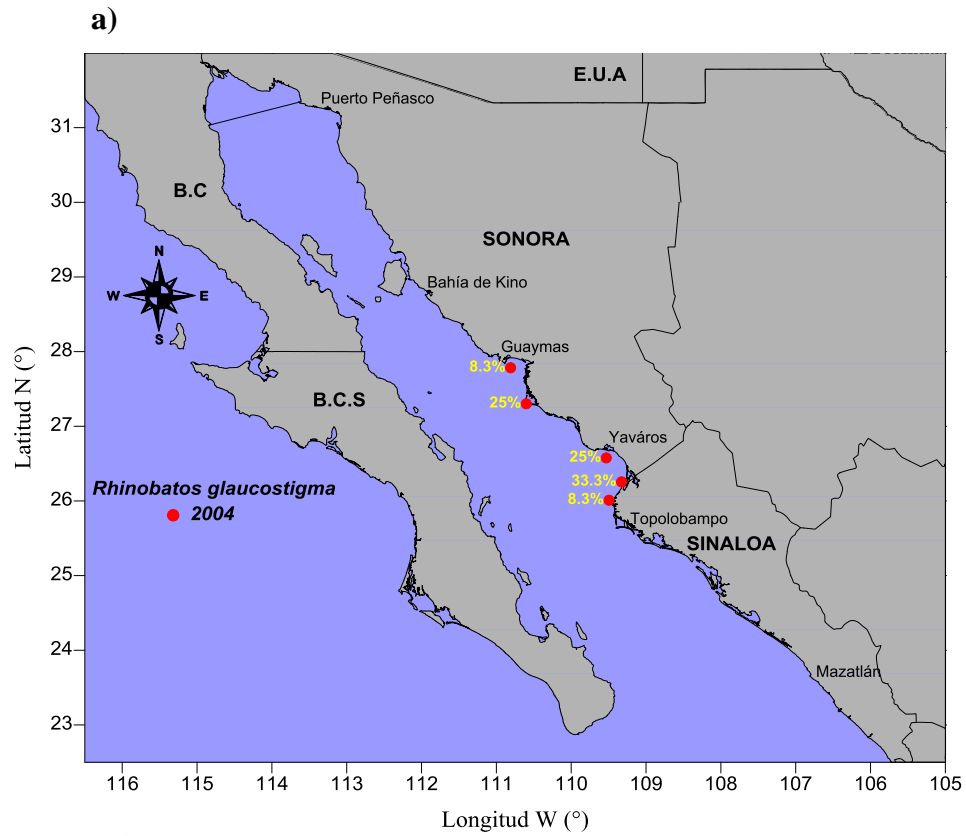 a)
E.U.A
Puerto Peñasco
31
B.C
30
SONORA
N
29
Bahía de Kino
W
E
S
28
Guaymas
8.3%
B.C.S
25%
27
Yaváros
25%
33.3%
Rhinobatos glaucostigma
26
8.3%
2004
Topolobampo
SINALOA
25
24
Mazatlán
23
Latitud N (°)
116 115 114 113 112 111 110 109 108 107 106 105
Longitud W (°)